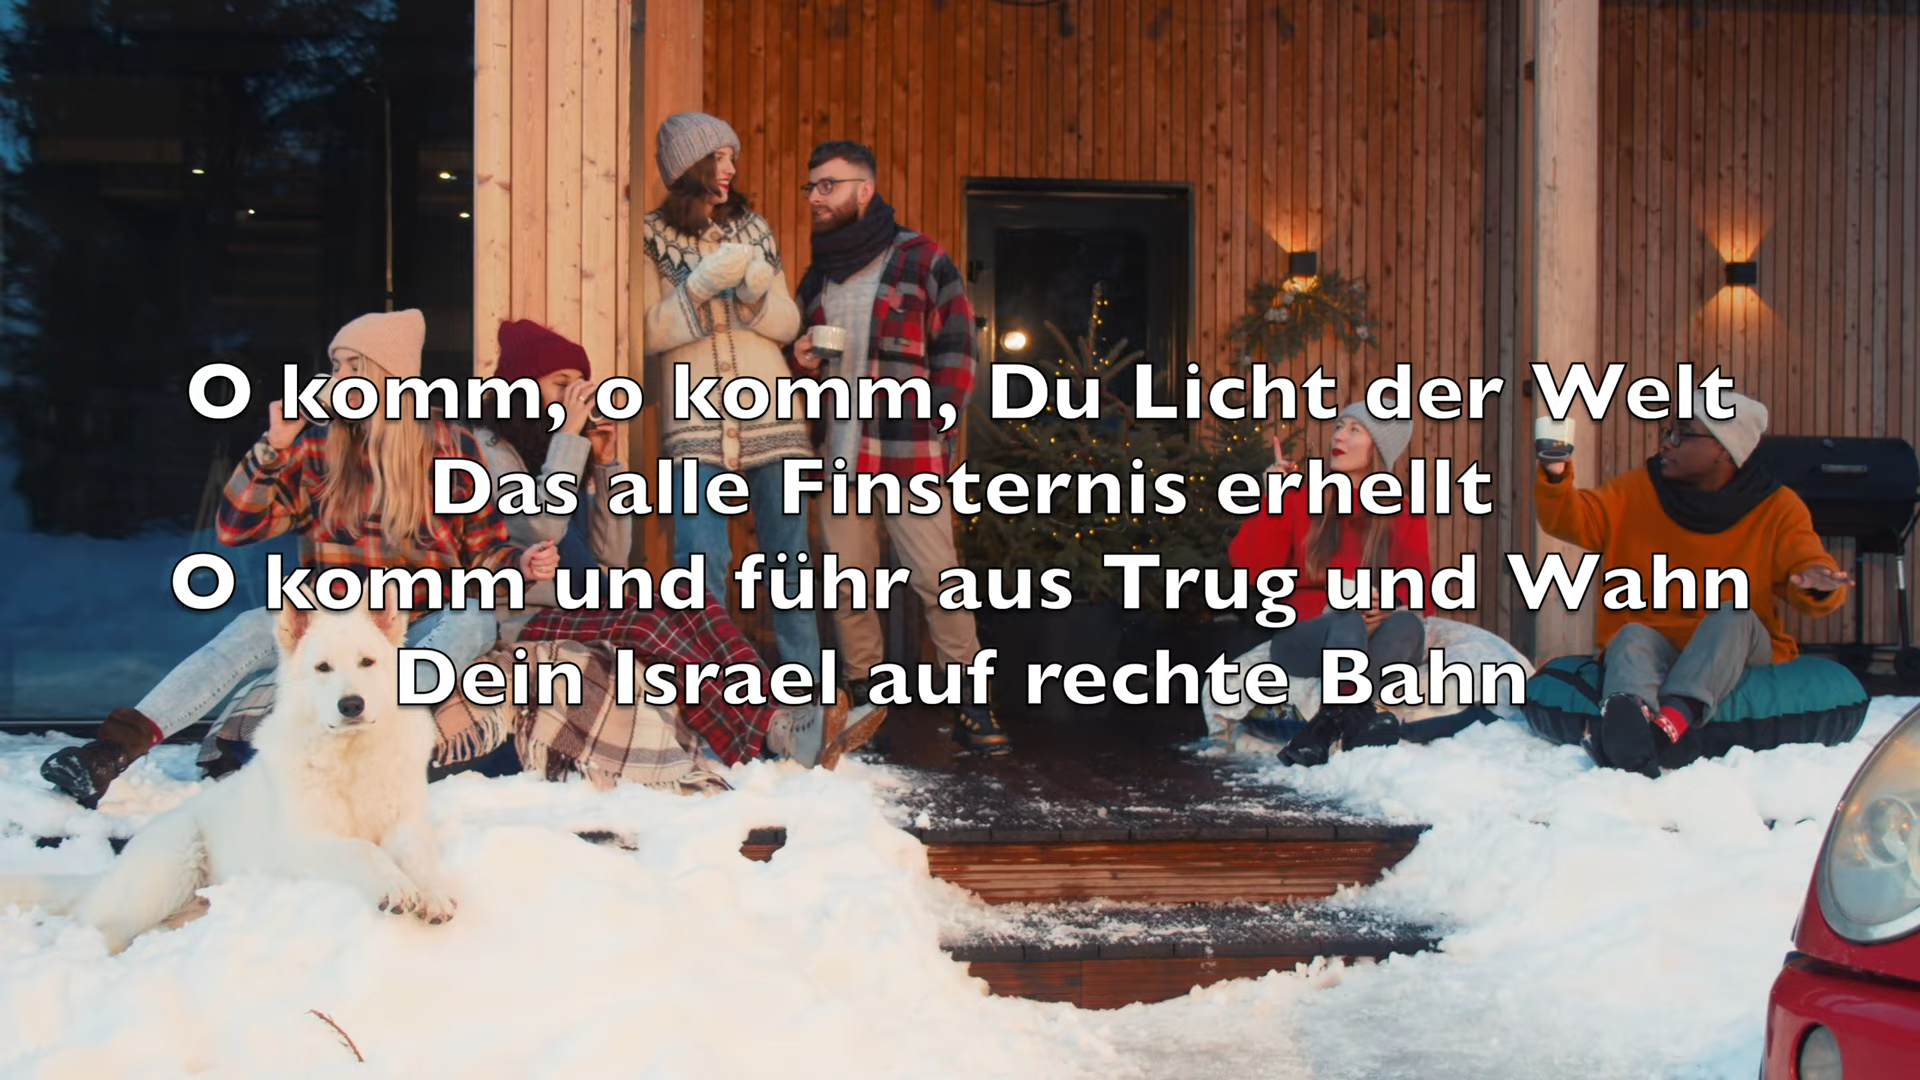 O komm, o komm, Du Licht der Welt
Das alle Finsternis erhellt
O komm und führ aus Trug und Wahn
Dein Israel auf rechte Bahn